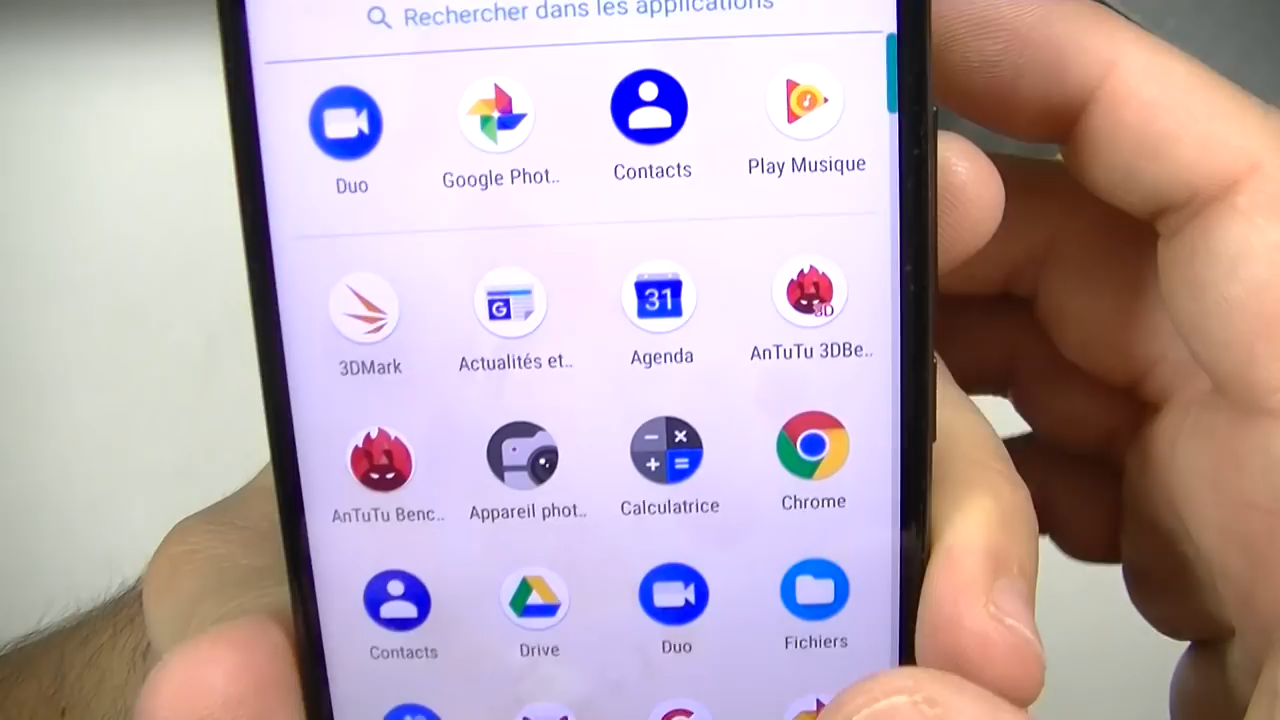 Rechercher dans les applications
Duo
Google Phot..
Contacts
Play Musique
3DMark
G
Actualités et..
31
Agenda
3D
AnTuTu 3DBe..
AnTuTu Benc..
Appareil phot..
Calculatrice
Chrome
Contacts
Drive
Duo
Fichiers